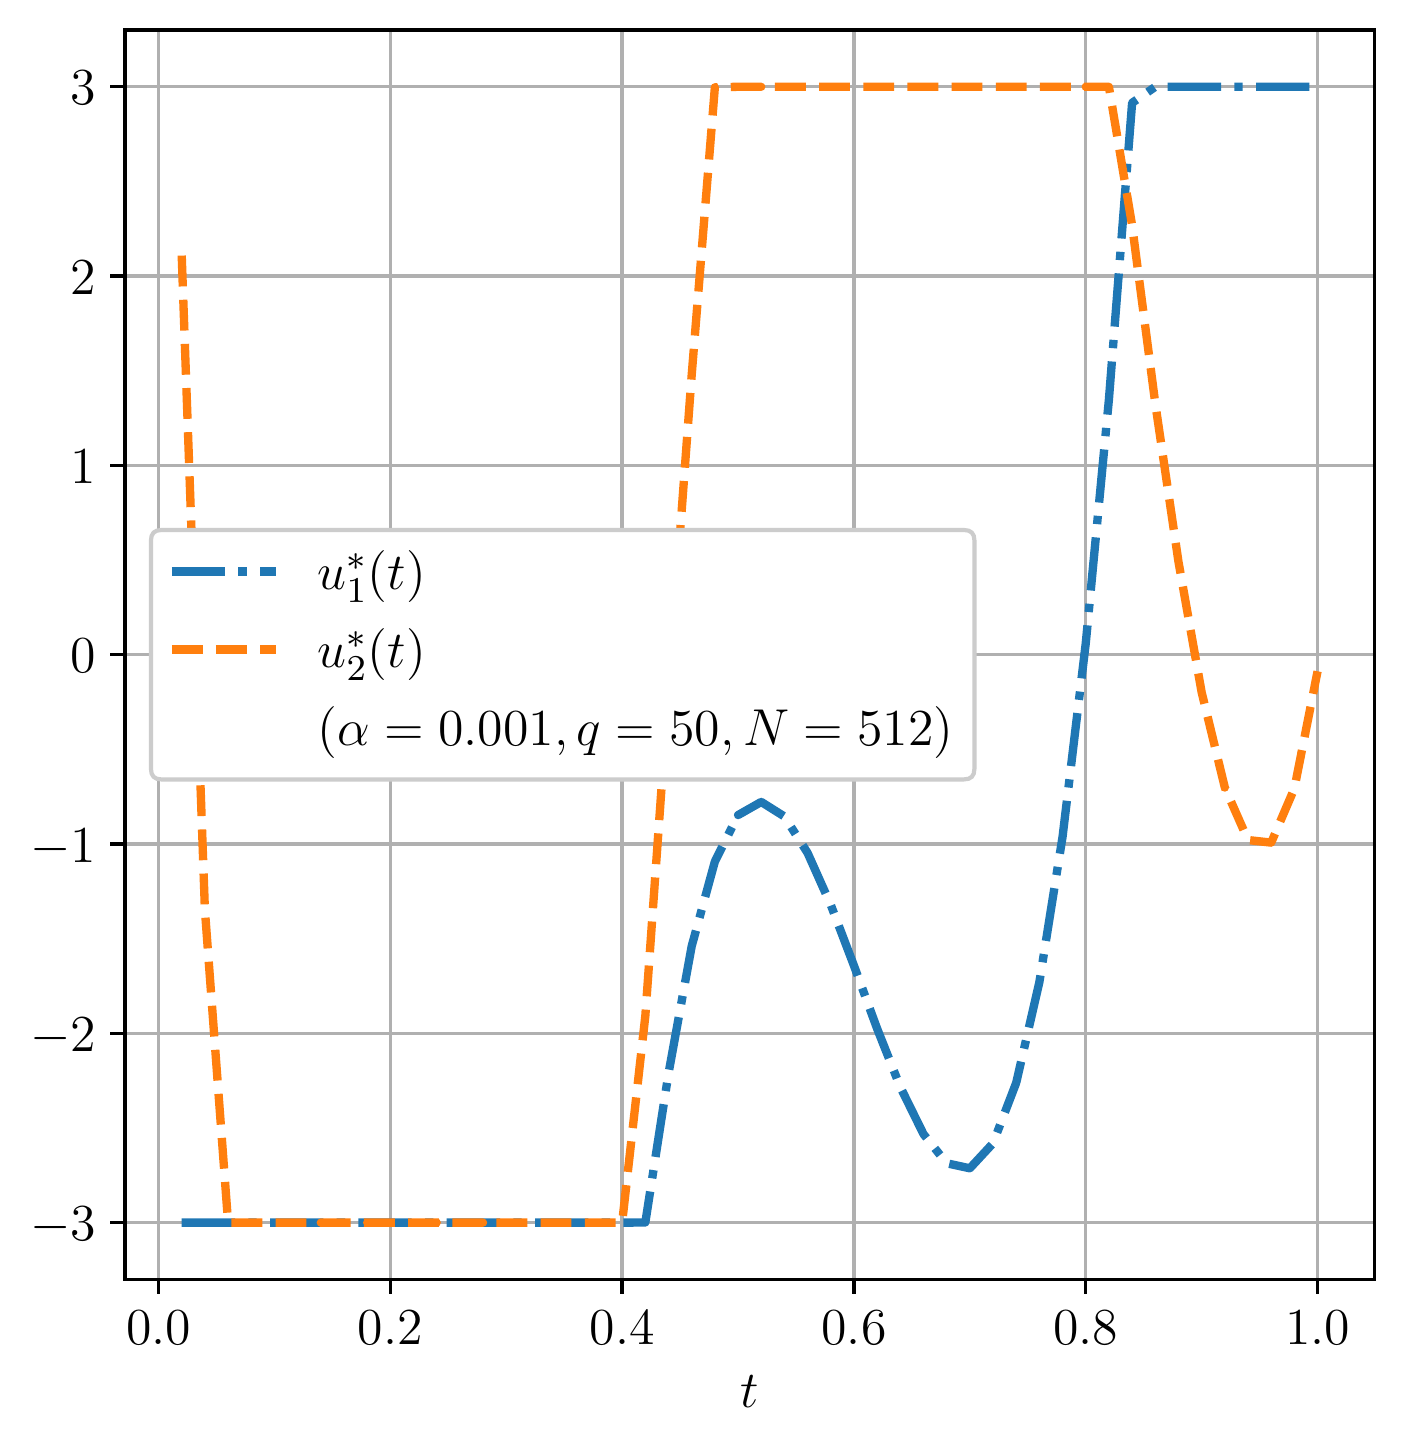 3
2
1
0
−1
−2
−3
u₁*(t)
u₂*(t)
(α = 0.001, q = 50, N = 512)
0.0 0.2 0.4 0.6 0.8 1.0
t